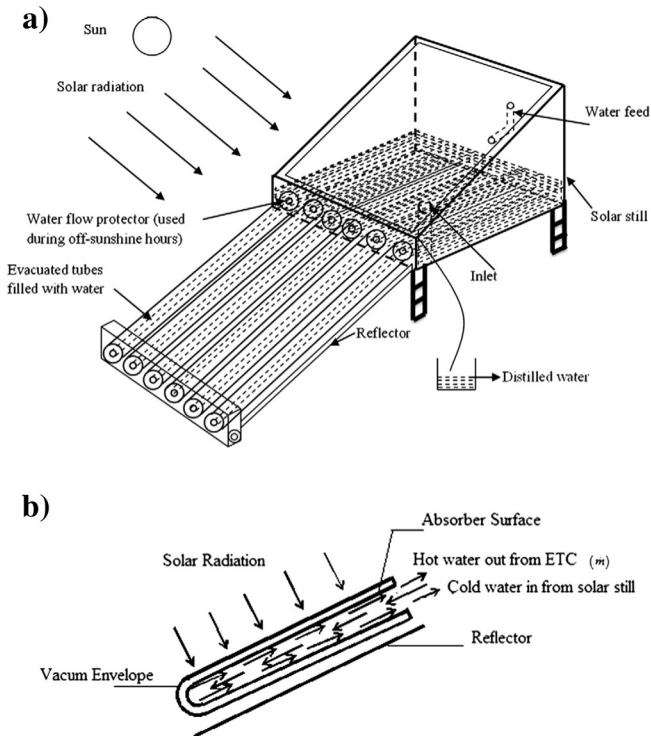 a)
Sun
Solar radiation
Water feed
Solar still
Water flow protector (used
during off-sunshine hours)
Evacuated tubes
filled with water
Inlet
Reflector
Distilled water
b)
Absorber Surface
Solar Radiation
Hot water out from ETC (ṁ)
Cold water in from solar still
Reflector
Vacum Envelope